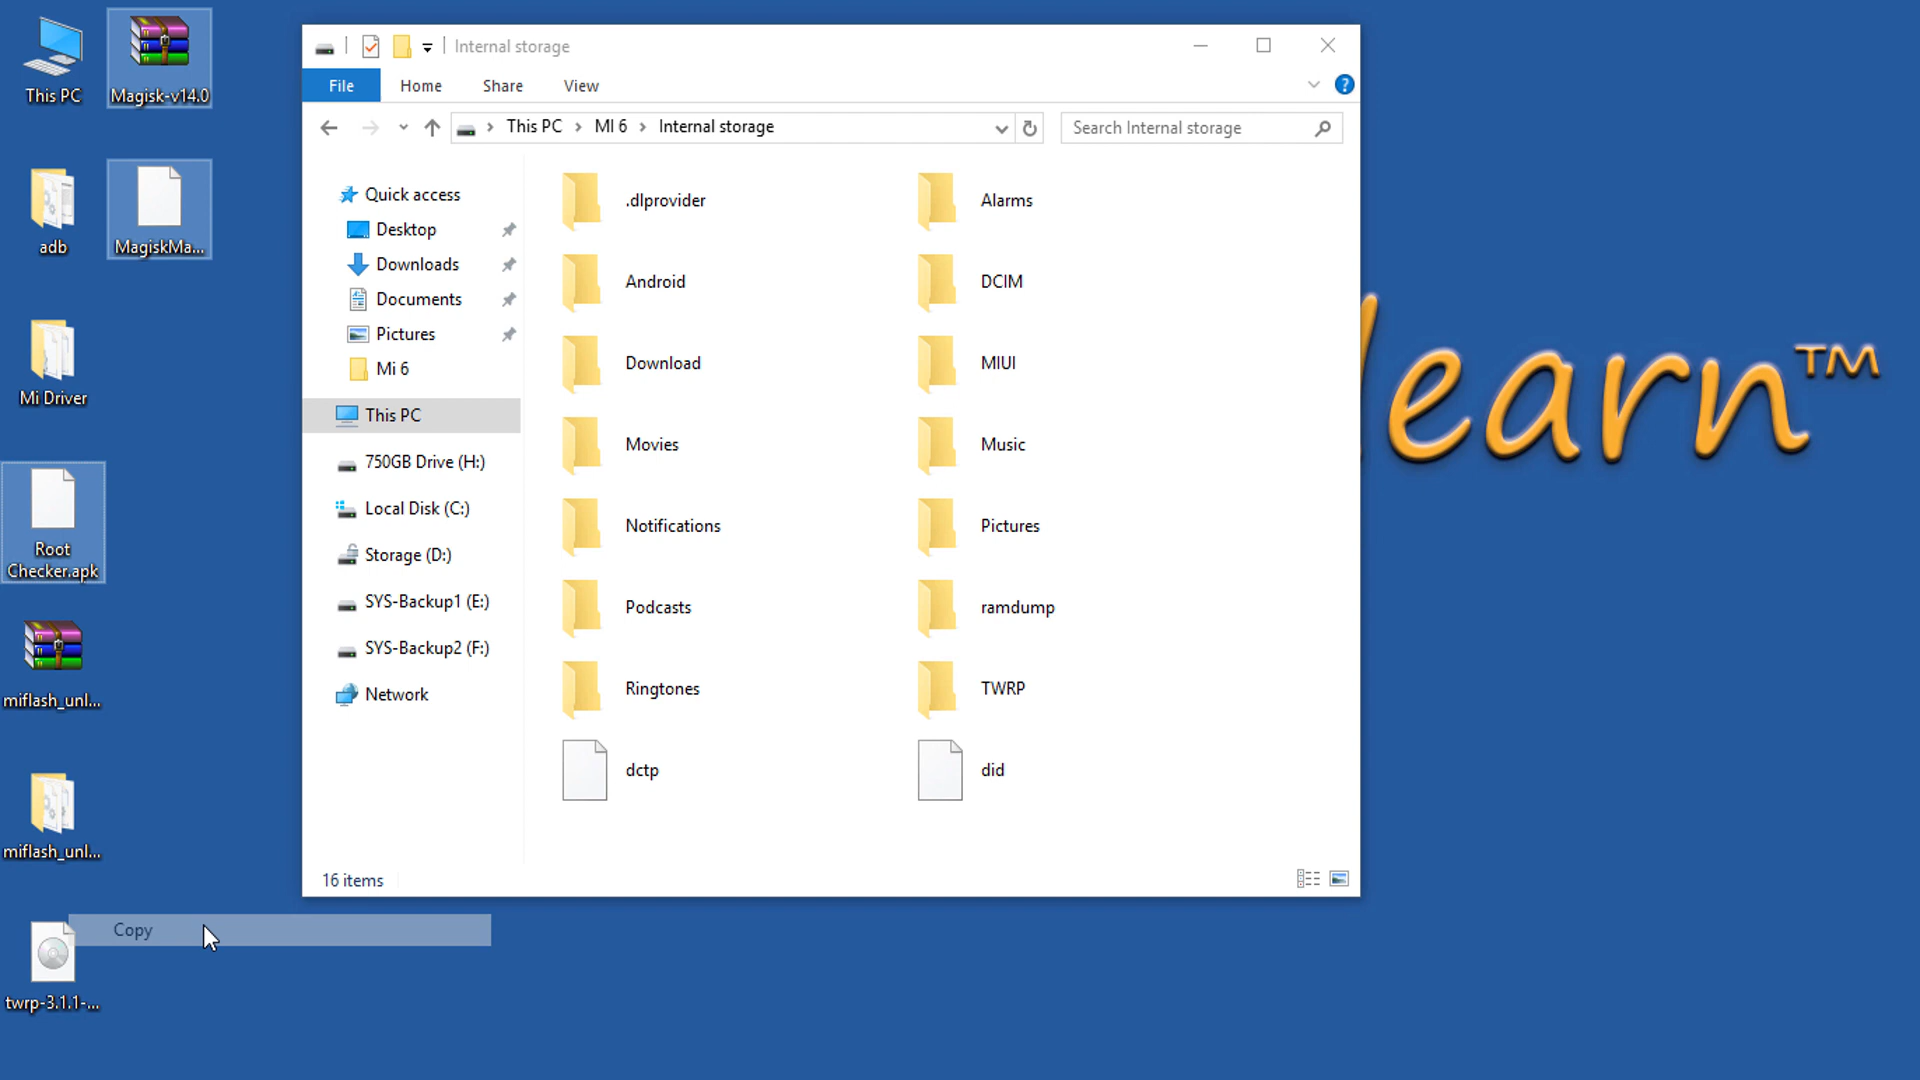 This PC
Magisk-v14.0
adb
MagiskMa...
Mi Driver
Root
Checker.apk
miflash_unl...
miflash_unl...
twrp-3.1.1-...
Copy
Internal storage
File
Home
Share
View
?
This PC
MI 6
Internal storage
Search Internal storage
Quick access
Desktop
Downloads
Documents
Pictures
Mi 6
This PC
750GB Drive (H:)
Local Disk (C:)
Storage (D:)
SYS-Backup1 (E:)
SYS-Backup2 (F:)
Network
.dlprovider
Alarms
Android
DCIM
Download
MIUI
Movies
Music
Notifications
Pictures
Podcasts
ramdump
Ringtones
TWRP
dctp
did
16 items
learn™